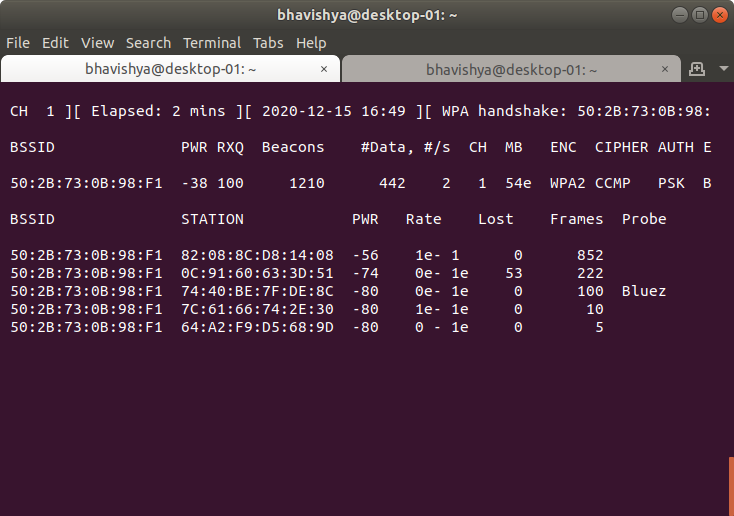 bhavishya@desktop-01: ~
File Edit View Search Terminal Tabs Help
bhavishya@desktop-01: ~ × bhavishya@desktop-01: ~ ×
CH 1 ][ Elapsed: 2 mins ][ 2020-12-15 16:49 ][ WPA handshake: 50:2B:73:0B:98:
BSSID PWR RXQ Beacons #Data, #/s CH MB ENC CIPHER AUTH E
50:2B:73:0B:98:F1 -38 100 1210 442 2 1 54e WPA2 CCMP PSK B
BSSID STATION PWR Rate Lost Frames Probe
50:2B:73:0B:98:F1 82:08:8C:D8:14:08 -56 1e- 1 0 852
50:2B:73:0B:98:F1 0C:91:60:63:3D:51 -74 0e- 1e 53 222
50:2B:73:0B:98:F1 74:40:BE:7F:DE:8C -80 0e- 1e 0 100 Bluez
50:2B:73:0B:98:F1 7C:61:66:74:2E:30 -80 1e- 1e 0 10
50:2B:73:0B:98:F1 64:A2:F9:D5:68:9D -80 0 - 1e 0 5